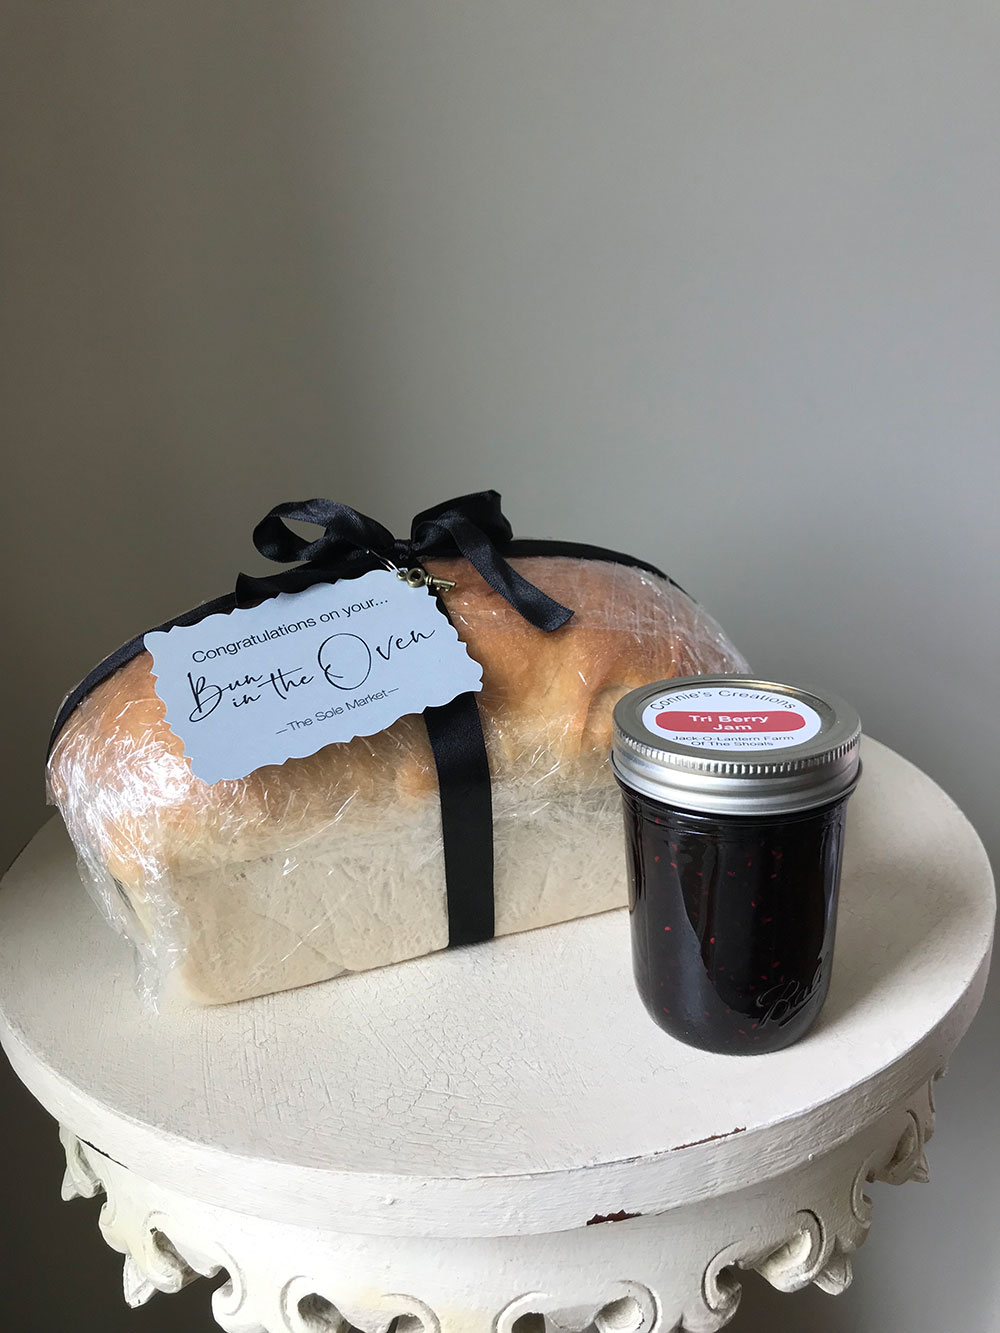 Congratulations on your...
Bun
in the Oven
—The Sole Market—
Connie's Creations
Tri Berry
Jam
Jack-O-Lantern Farm
Of The Shoals
Ball